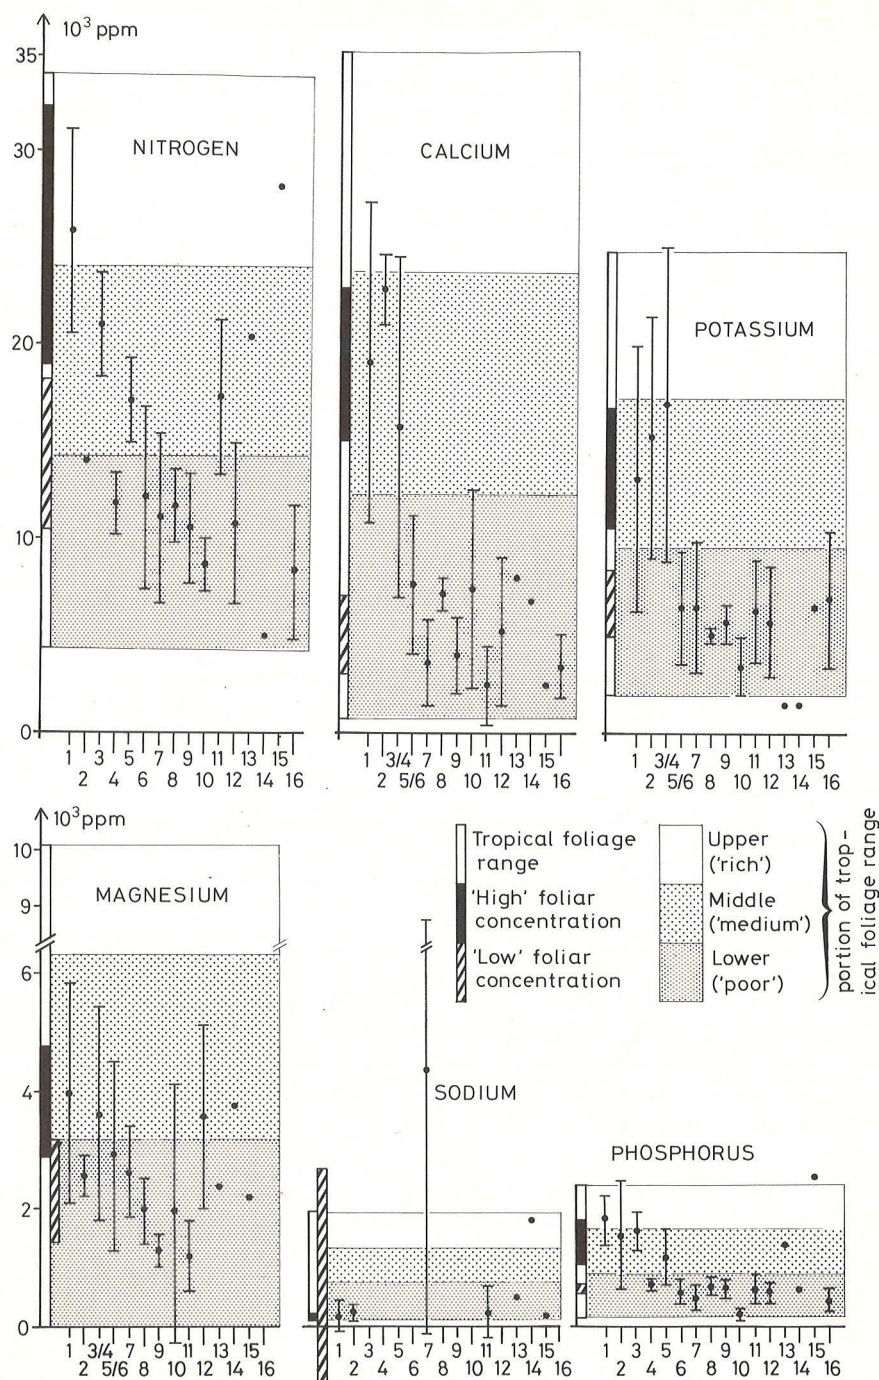 10³ ppm
35
30
20
10
0
NITROGEN
1 3 5 7 9 11 13 15
2 4 6 8 10 12 14 16
CALCIUM
1 3/4 7 9 11 13 15
2 5/6 8 10 12 14 16
POTASSIUM
1 3/4 7 9 11 13 15
2 5/6 8 10 12 14 16
10³ ppm
10
9
6
4
2
0
MAGNESIUM
1 3/4 7 9 11 13 15
2 5/6 8 10 12 14 16
Tropical foliage
range
'High' foliar
concentration
'Low' foliar
concentration
Upper
('rich')
Middle
('medium')
Lower
('poor')
portion of trop-
ical foliage range
SODIUM
1 3 5 7 9 11 13 15
2 4 6 8 10 12 14 16
PHOSPHORUS
1 3 5 7 9 11 13 15
2 4 6 8 10 12 14 16